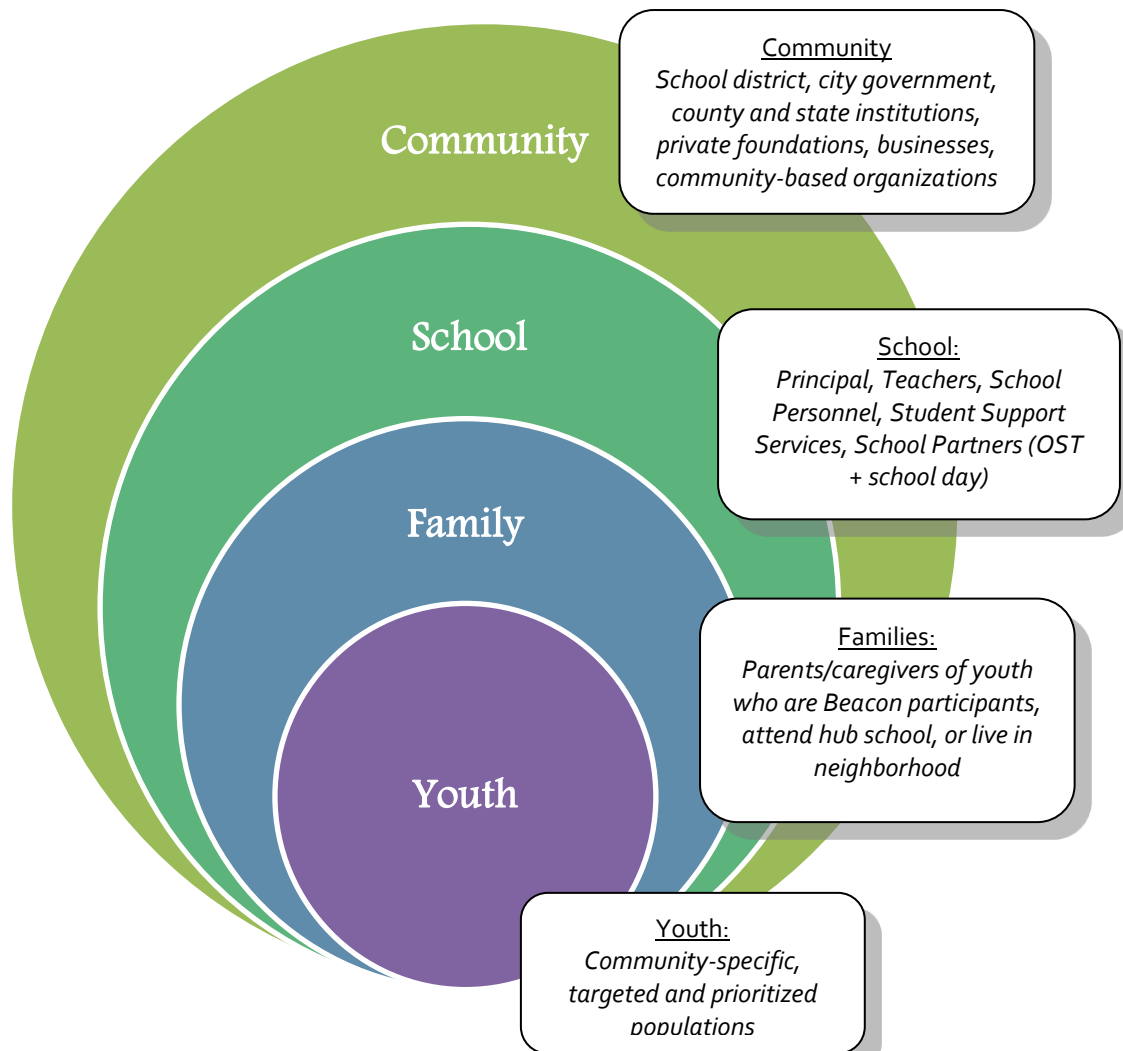 Community
Community
School district, city government,
county and state institutions,
private foundations, businesses,
community-based organizations
School
School:
Principal, Teachers, School
Personnel, Student Support
Services, School Partners (OST
+ school day)
Family
Families:
Parents/caregivers of youth
who are Beacon participants,
attend hub school, or live in
neighborhood
Youth
Youth:
Community-specific,
targeted and prioritized
populations